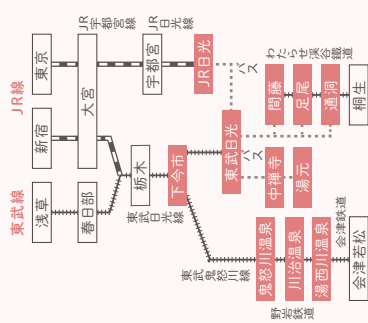 JR線
東武線
東京
新宿
浅草
大宮
春日部
JR宇都宮線
JR日光線
宇都宮
栃木
東武日光線
下今市
JR日光
東武日光
バス
バス
中禅寺
湯元
わたらせ渓谷鐵道
間藤
足尾
通洞
桐生
東武鬼怒川線
鬼怒川温泉
川治温泉
湯西川温泉
野岩鉄道
会津鉄道
会津若松